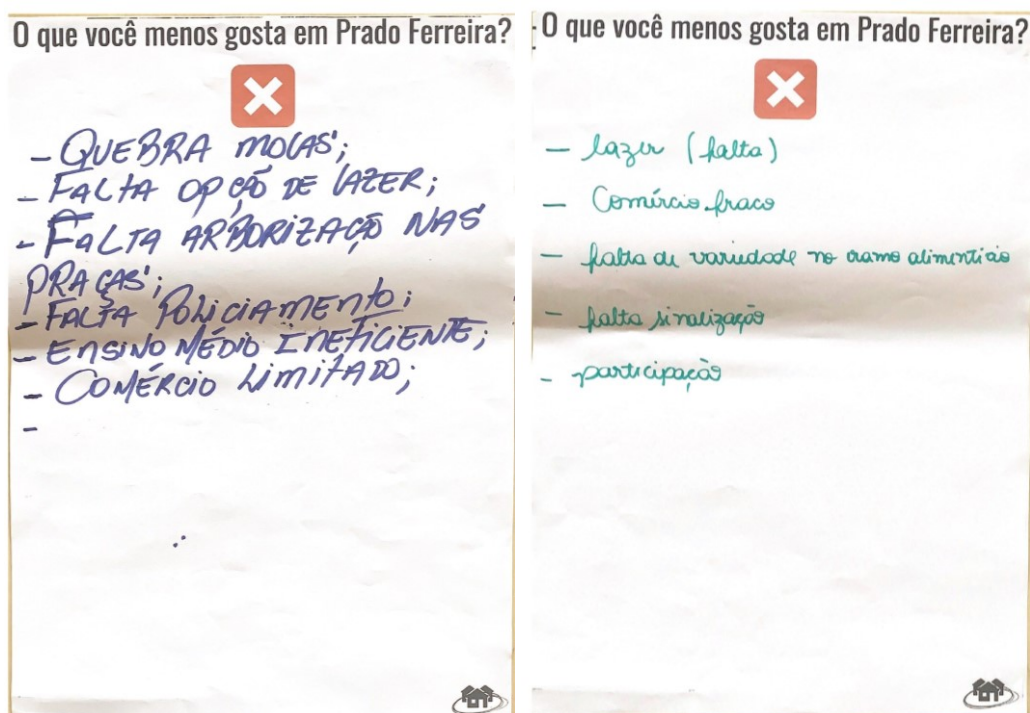 O que você menos gosta em Prado Ferreira?
- QUEBRA MOLAS;
- FALTA OPÇÃO DE LAZER;
- FALTA ARBORIZAÇÃO NAS
PRAÇAS;
- FALTA POLICIAMENTO;
- ENSINO MÉDIO INEFICIENTE;
- COMÉRCIO LIMITADO;
-
O que você menos gosta em Prado Ferreira?
- lazer (falta)
- Comércio fraco
- falta de variedade no ramo alimentício
- falta sinalização
- participação